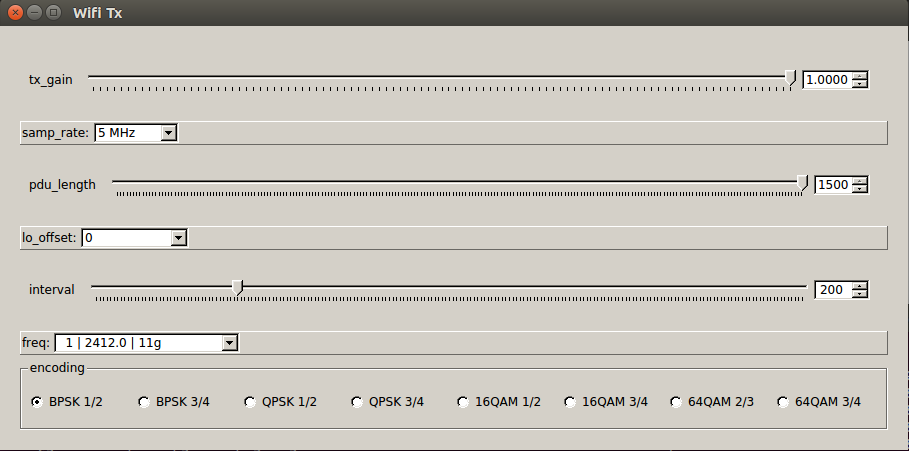 Wifi Tx
tx_gain 1.0000
samp_rate: 5 MHz
pdu_length 1500
lo_offset: 0
interval 200
freq: 1 | 2412.0 | 11g
encoding
BPSK 1/2 BPSK 3/4 QPSK 1/2 QPSK 3/4 16QAM 1/2 16QAM 3/4 64QAM 2/3 64QAM 3/4